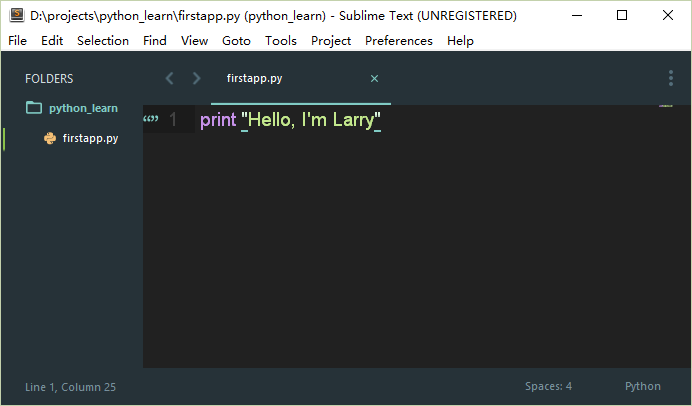 D:\projects\python_learn\firstapp.py (python_learn) - Sublime Text (UNREGISTERED)
File Edit Selection Find View Goto Tools Project Preferences Help
FOLDERS
python_learn
firstapp.py
firstapp.py
1 print "Hello, I'm Larry"
Line 1, Column 25
Spaces: 4
Python